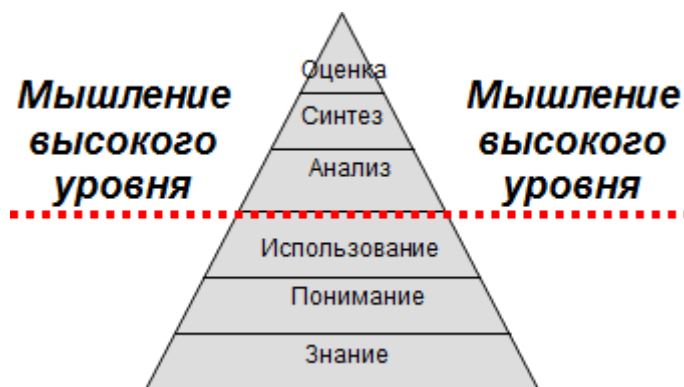 Оценка
Синтез
Анализ
Мышление
высокого
уровня
Мышление
высокого
уровня
Использование
Понимание
Знание